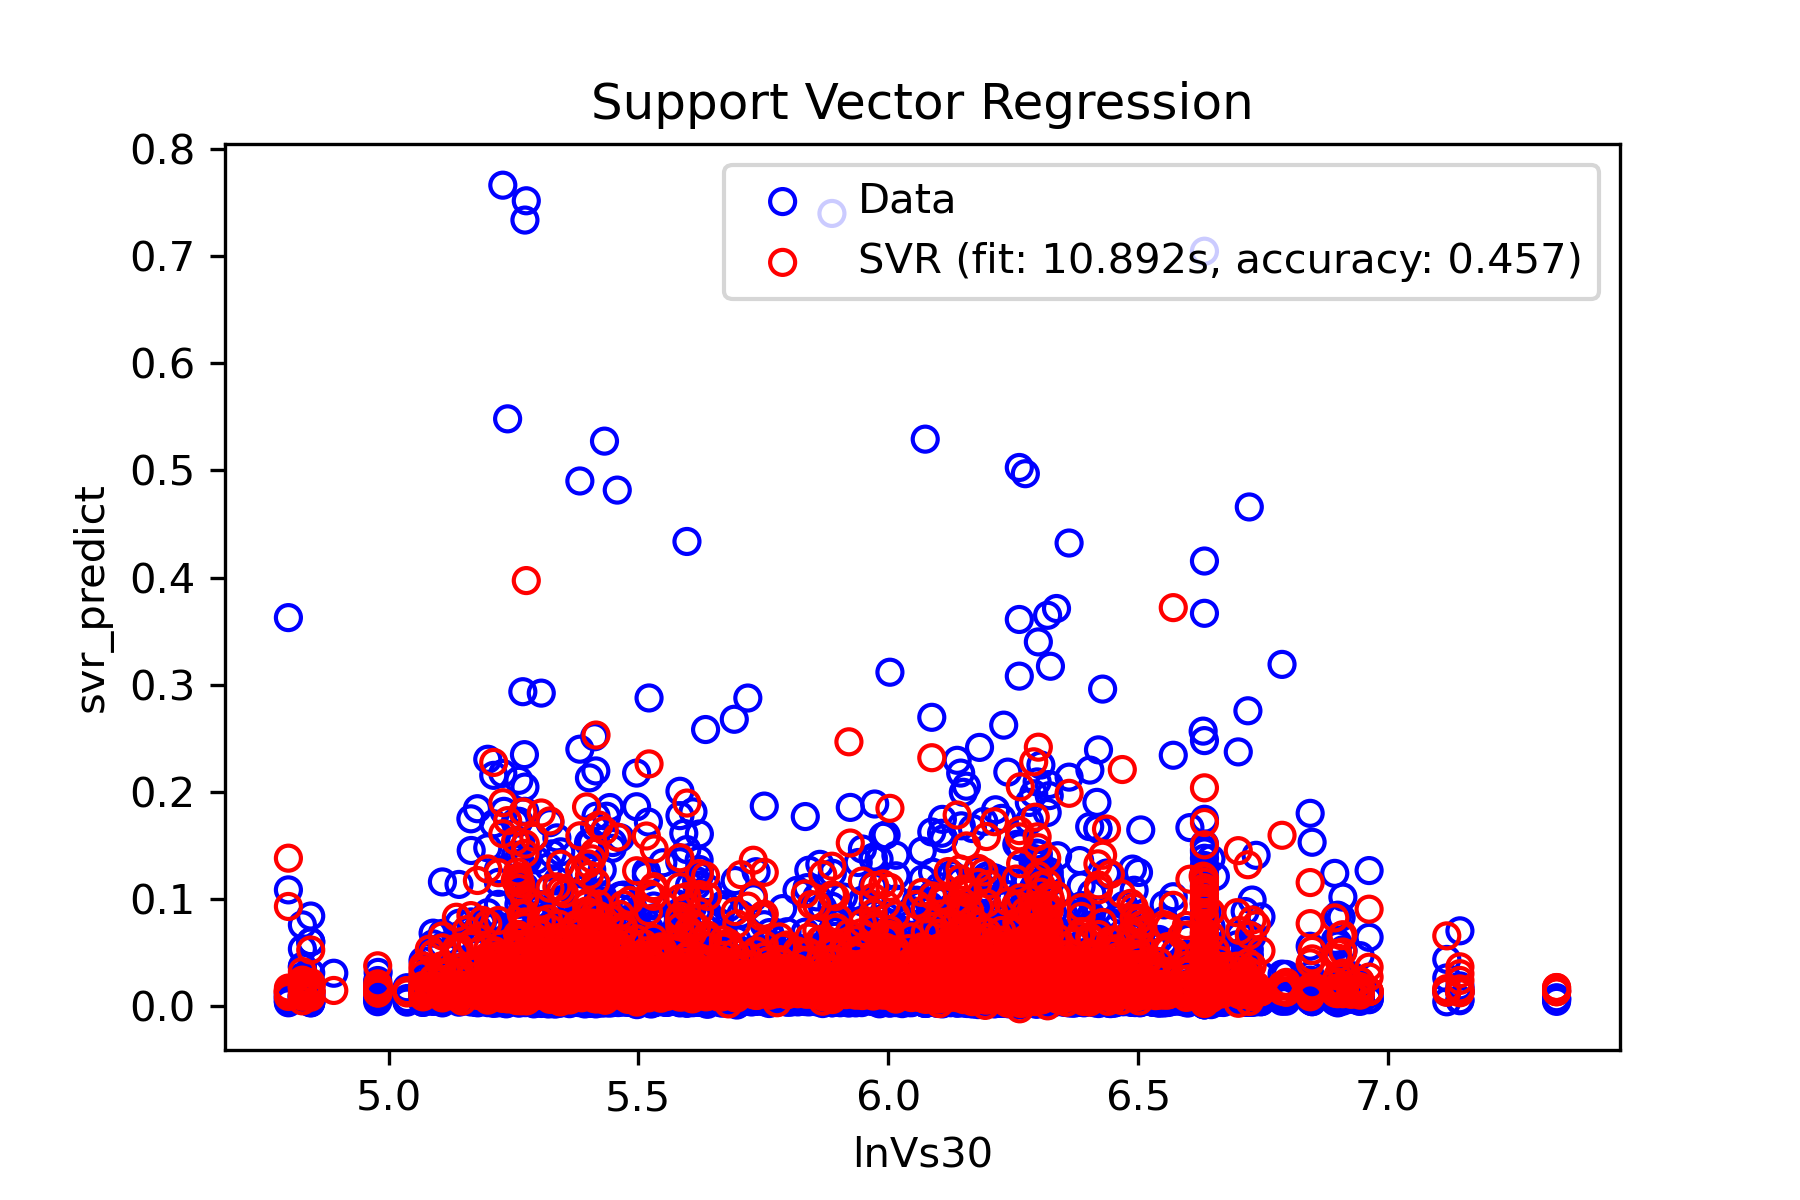 Support Vector Regression
Data
SVR (fit: 10.892s, accuracy: 0.457)
0.8
0.7
0.6
0.5
0.4
0.3
0.2
0.1
0.0
svr_predict
5.0 5.5 6.0 6.5 7.0
lnVs30